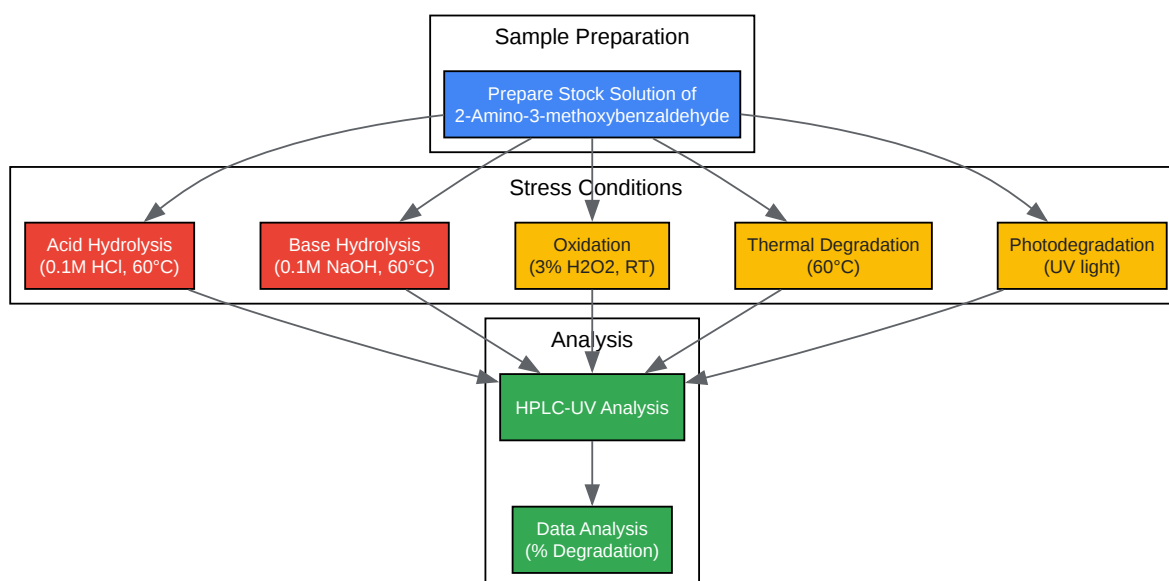 Sample Preparation
Prepare Stock Solution of
2-Amino-3-methoxybenzaldehyde
Stress Conditions
Acid Hydrolysis
(0.1M HCl, 60°C)
Base Hydrolysis
(0.1M NaOH, 60°C)
Oxidation
(3% H2O2, RT)
Thermal Degradation
(60°C)
Photodegradation
(UV light)
Analysis
HPLC-UV Analysis
Data Analysis
(% Degradation)